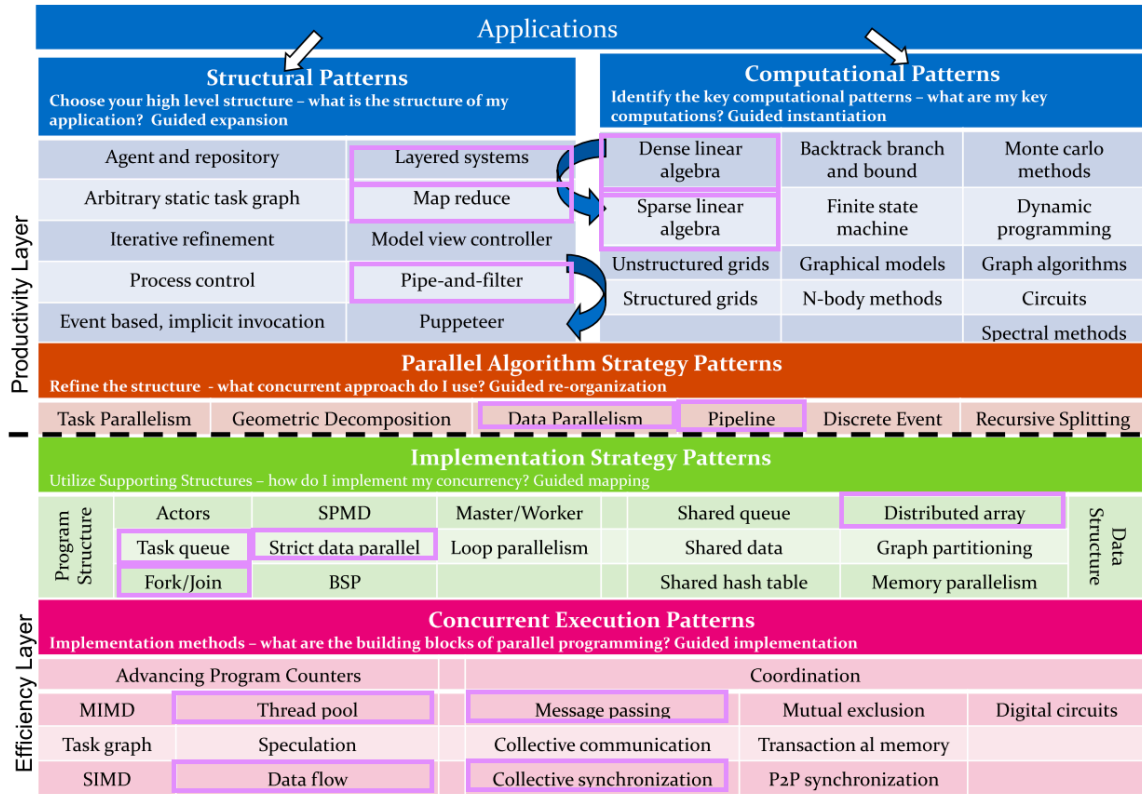 Applications
Structural Patterns
Choose your high level structure – what is the structure of my
application? Guided expansion
Computational Patterns
Identify the key computational patterns – what are my key
computations? Guided instantiation
Productivity Layer
Agent and repository
Layered systems
Arbitrary static task graph
Map reduce
Iterative refinement
Model view controller
Process control
Pipe-and-filter
Event based, implicit invocation
Puppeteer
Dense linear
algebra
Backtrack branch
and bound
Monte carlo
methods
Sparse linear
algebra
Finite state
machine
Dynamic
programming
Unstructured grids
Graphical models
Graph algorithms
Structured grids
N-body methods
Circuits
Spectral methods
Parallel Algorithm Strategy Patterns
Refine the structure - what concurrent approach do I use? Guided re-organization
Task Parallelism
Geometric Decomposition
Data Parallelism
Pipeline
Discrete Event
Recursive Splitting
Efficiency Layer
Implementation Strategy Patterns
Utilize Supporting Structures – how do I implement my concurrency? Guided mapping
Program
Structure
Actors
SPMD
Master/Worker
Shared queue
Distributed array
Task queue
Strict data parallel
Loop parallelism
Shared data
Graph partitioning
Fork/Join
BSP
Shared hash table
Memory parallelism
Data
Structure
Concurrent Execution Patterns
Implementation methods – what are the building blocks of parallel programming? Guided implementation
Advancing Program Counters
Coordination
MIMD
Thread pool
Message passing
Mutual exclusion
Digital circuits
Task graph
Speculation
Collective communication
Transaction al memory
SIMD
Data flow
Collective synchronization
P2P synchronization